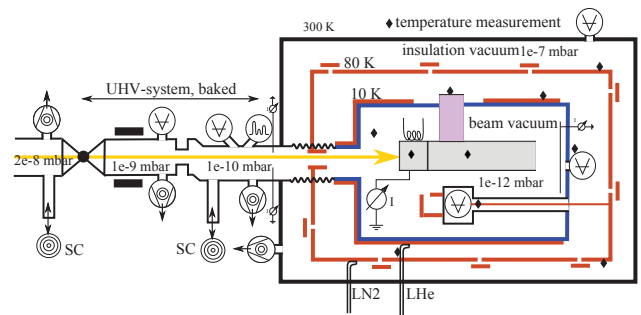 300 K
temperature measurement
insulation vacuum
1e-7 mbar
80 K
UHV-system, baked
10 K
beam vacuum
2e-8 mbar
1e-9 mbar
1e-10 mbar
1e-12 mbar
I
SC
SC
LN2
LHe